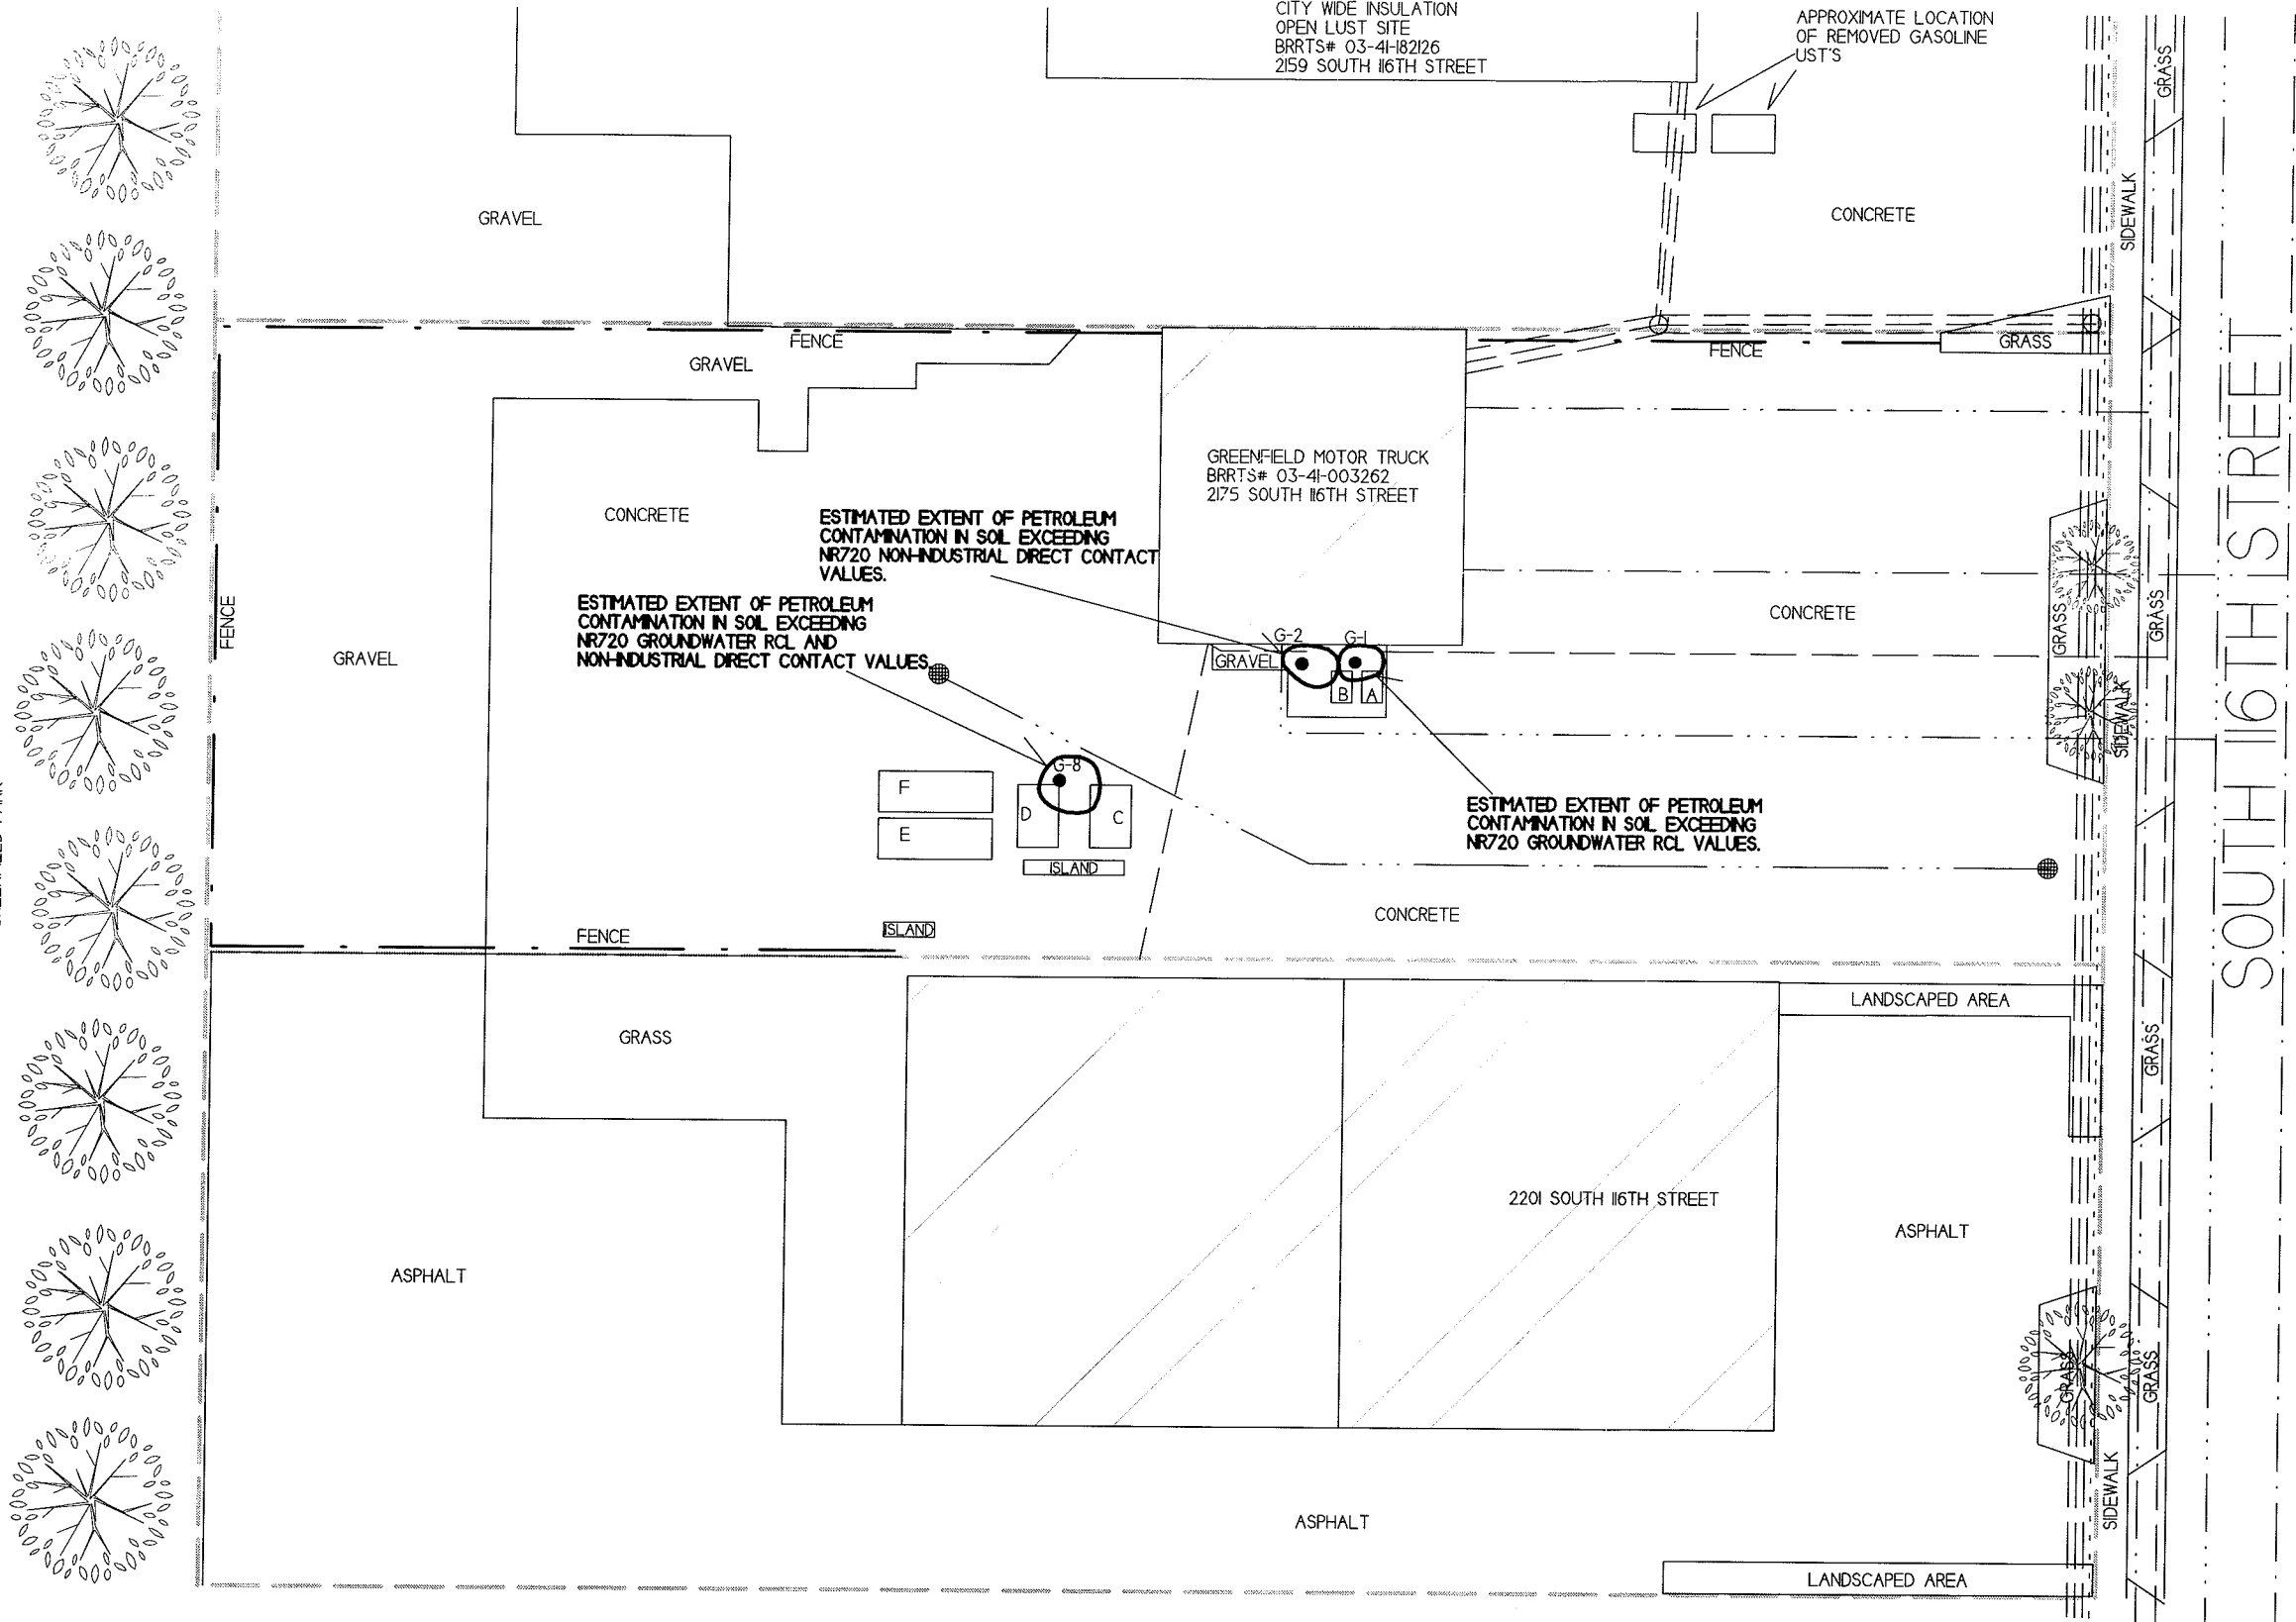 CITY WIDE INSULATION
OPEN LUST SITE
BRRTS# 03-41-182126
2159 SOUTH 116TH STREET
APPROXIMATE LOCATION
OF REMOVED GASOLINE
UST'S
GRASS
SIDEWALK
GRAVEL
CONCRETE
FENCE
GRAVEL
FENCE
GRASS
SOUTH 116TH STREET
GREENFIELD MOTOR TRUCK
BRRTS# 03-41-003262
2175 SOUTH 116TH STREET
CONCRETE
ESTIMATED EXTENT OF PETROLEUM
CONTAMINATION IN SOIL EXCEEDING
NR720 NON-INDUSTRIAL DIRECT CONTACT
VALUES.
ESTIMATED EXTENT OF PETROLEUM
CONTAMINATION IN SOIL EXCEEDING
NR720 GROUNDWATER RCL AND
NON-INDUSTRIAL DIRECT CONTACT VALUES.
FENCE
GRAVEL
G-2
G-1
GRAVEL
B
A
CONCRETE
GRASS
GRASS
SIDEWALK
G-8
F
E
D
C
ISLAND
ESTIMATED EXTENT OF PETROLEUM
CONTAMINATION IN SOIL EXCEEDING
NR720 GROUNDWATER RCL VALUES.
CONCRETE
ISLAND
FENCE
LANDSCAPED AREA
GRASS
GRASS
2201 SOUTH 116TH STREET
ASPHALT
ASPHALT
GRASS
GRASS
SIDEWALK
ASPHALT
LANDSCAPED AREA